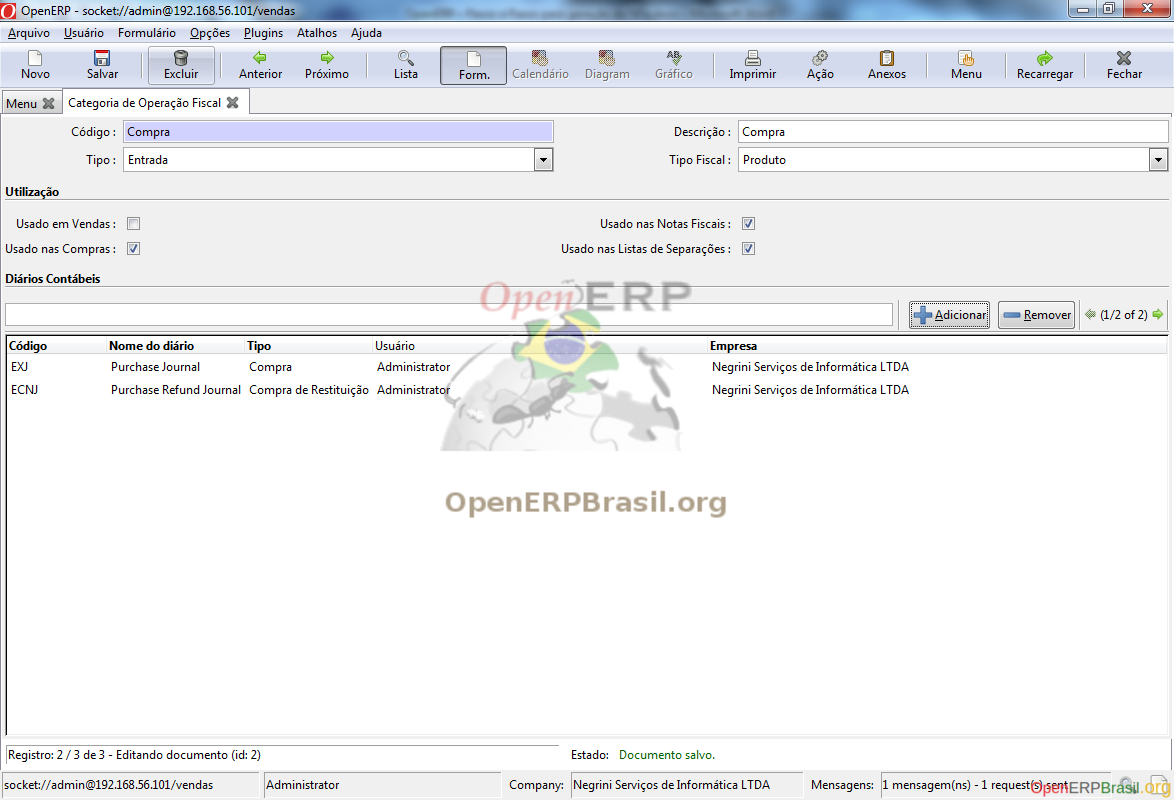 OpenERP - socket://admin@192.168.56.101/vendas
Arquivo Usuário Formulário Opções Plugins Atalhos Ajuda
Novo Salvar Excluir Anterior Próximo Lista Form. Calendário Diagram Gráfico Imprimir Ação Anexos Menu Recarregar Fechar
Menu Categoria de Operação Fiscal
Código : Compra Descrição : Compra
Tipo : Entrada Tipo Fiscal : Produto
Utilização
Usado em Vendas : Usado nas Notas Fiscais :
Usado nas Compras : Usado nas Listas de Separações :
Diários Contábeis
OpenERP
Adicionar Remover (1/2 of 2)
Código Nome do diário Tipo Usuário Empresa
EXJ Purchase Journal Compra Administrator Negrini Serviços de Informática LTDA
ECNJ Purchase Refund Journal Compra de Restituição Administrator Negrini Serviços de Informática LTDA
OpenERPBrasil.org
Registro: 2 / 3 de 3 - Editando documento (id: 2) Estado: Documento salvo.
socket://admin@192.168.56.101/vendas Administrator Company: Negrini Serviços de Informática LTDA Mensagens: 1 mensagem(ns) - 1 request(s) sent
OpenERPBrasil.org